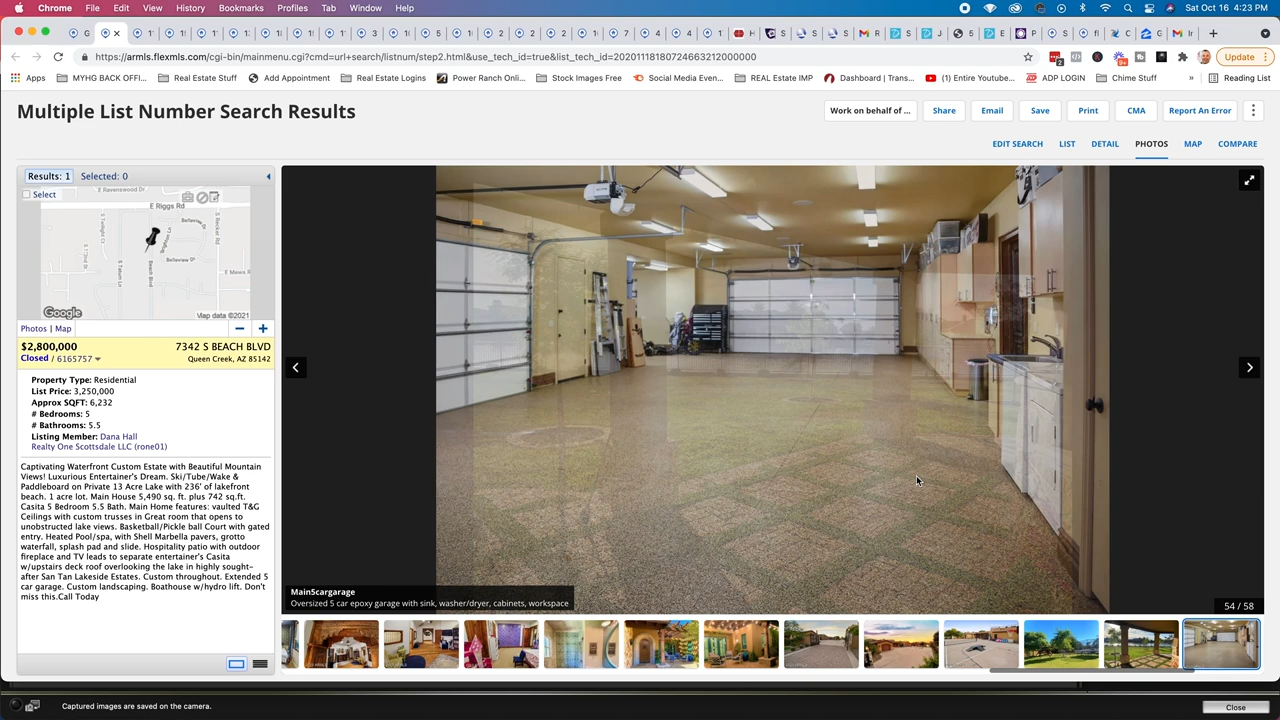 Chrome File Edit View History Bookmarks Profiles Tab Window Help
Sat Oct 16 4:23 PM
https://armls.flexmls.com/cgi-bin/mainmenu.cgi?cmd=url+search/listnum/step2.html&use_tech_id=true&list_tech_id=20201118180724663212000000
Update
Apps MYHG BACK OFFI... Real Estate Stuff Add Appointment Real Estate Logins Power Ranch Onli... Stock Images Free Social Media Even... REAL Estate IMP Dashboard | Trans... (1) Entire Youtube... ADP LOGIN Chime Stuff » Reading List
Multiple List Number Search Results
Work on behalf of ... Share Email Save Print CMA Report An Error
EDIT SEARCH LIST DETAIL PHOTOS MAP COMPARE
Results: 1 Selected: 0
Select
E Ravenswood Dr
E Riggs Rd
Google
Map data ©2021
Photos | Map
$2,800,000 7342 S BEACH BLVD
Closed / 6165757 Queen Creek, AZ 85142
Property Type: Residential
List Price: 3,250,000
Approx SQFT: 6,232
# Bedrooms: 5
# Bathrooms: 5.5
Listing Member: Dana Hall
Realty One Scottsdale LLC (rone01)
Captivating Waterfront Custom Estate with Beautiful Mountain
Views! Luxurious Entertainer's Dream. Ski/Tube/Wake &
Paddleboard on Private 13 Acre Lake with 236' of lakefront
beach. 1 acre lot. Main House 5,490 sq. ft. plus 742 sq.ft.
Casita 5 Bedroom 5.5 Bath. Main Home features: vaulted T&G
Ceilings with custom trusses in Great room that opens to
unobstructed lake views. Basketball/Pickle ball Court with gated
entry. Heated Pool/spa, with Shell Marbella pavers, grotto
waterfall, splash pad and slide. Hospitality patio with outdoor
fireplace and TV leads to separate entertainer's Casita
w/upstairs deck roof overlooking the lake in highly sought-
after San Tan Lakeside Estates. Custom throughout. Extended 5
car garage. Custom landscaping. Boathouse w/hydro lift. Don't
miss this.Call Today
Main5cargarage
Oversized 5 car epoxy garage with sink, washer/dryer, cabinets, workspace
54 / 58
Captured images are saved on the camera.
Close